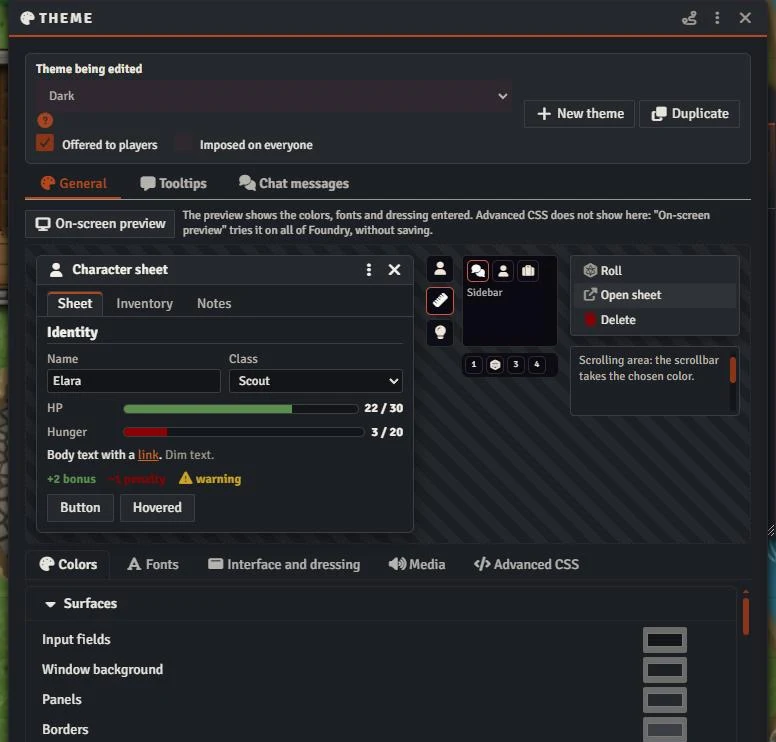 THEME
Theme being edited
Dark
New theme
Duplicate
?
Offered to players
Imposed on everyone
General
Tooltips
Chat messages
On-screen preview
The preview shows the colors, fonts and dressing entered. Advanced CSS does not show here: "On-screen
preview" tries it on all of Foundry, without saving.
Character sheet
Sheet
Inventory
Notes
Identity
Name
Class
Elara
Scout
HP
22 / 30
Hunger
3 / 20
Body text with a link. Dim text.
+2 bonus
-1 penalty
warning
Button
Hovered
Sidebar
1
3
4
Roll
Open sheet
Delete
Scrolling area: the scrollbar
takes the chosen color.
Colors
Fonts
Interface and dressing
Media
Advanced CSS
Surfaces
Input fields
Window background
Panels
Borders